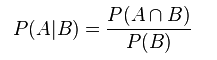 P(A|B) = P(A ∩ B) / P(B)